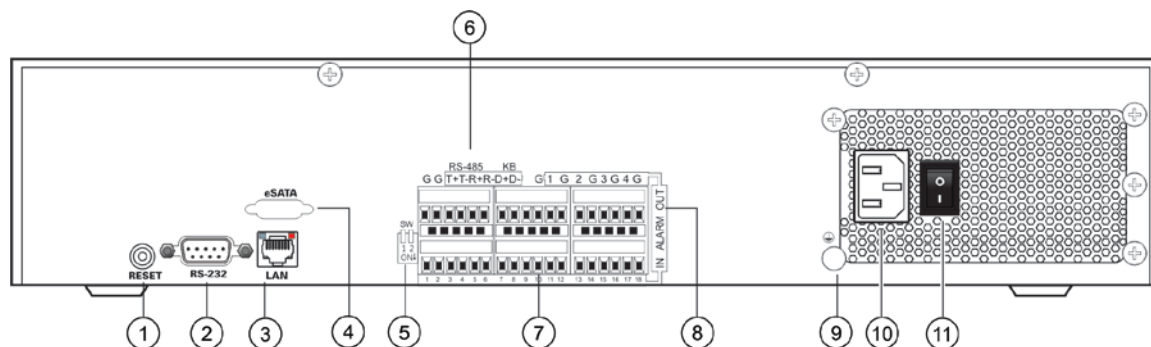 6
RS-485 KB
G G T+T-R+R-D+D- G 1 G 2 G 3 G 4 G
eSATA
SW
1 2
ON
IN ALARM OUT
RESET
RS-232
LAN
1 2 3 4 5 6 7 8 9 10 11 12 13 14 15 16 17 18
1 2 3 4 5 7 8 9 10 11